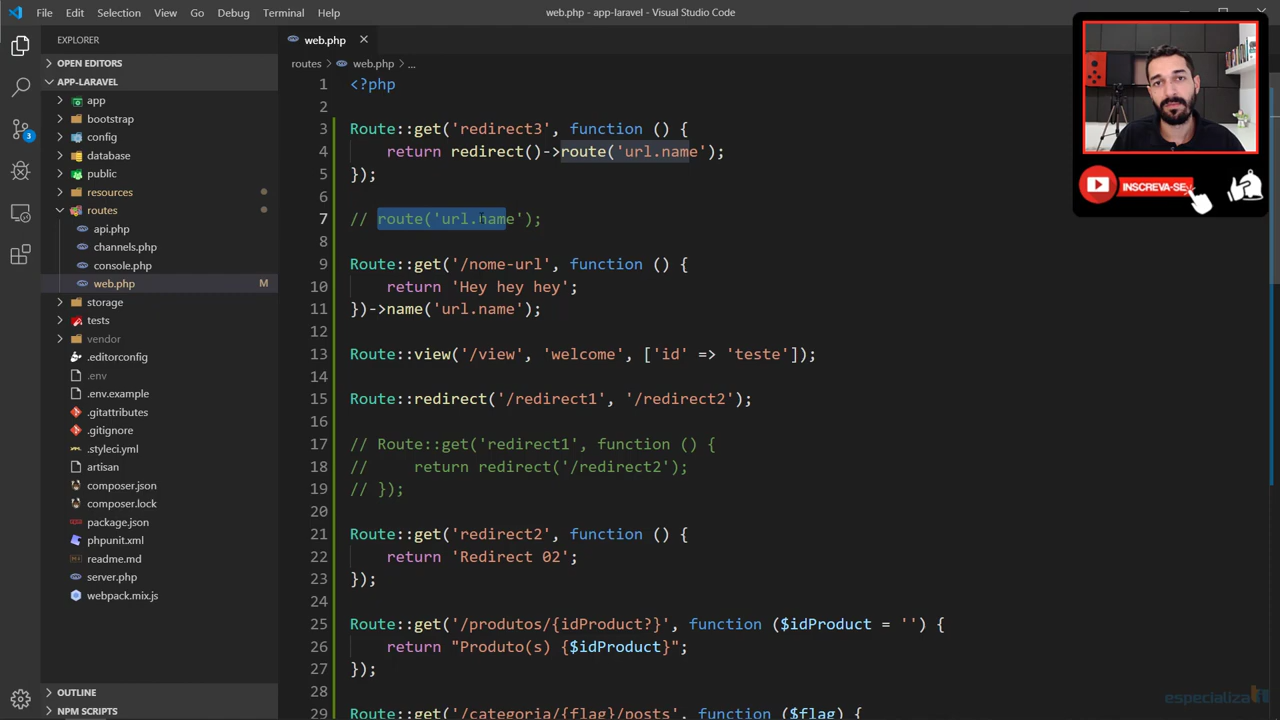 File Edit Selection View Go Debug Terminal Help
web.php - app-laravel - Visual Studio Code
EXPLORER
OPEN EDITORS
APP-LARAVEL
app
bootstrap
config
database
public
resources
routes
api.php
channels.php
console.php
web.php M
storage
tests
vendor
.editorconfig
.env
.env.example
.gitattributes
.gitignore
.styleci.yml
artisan
composer.json
composer.lock
package.json
phpunit.xml
readme.md
server.php
webpack.mix.js
OUTLINE
NPM SCRIPTS
3
web.php
routes > web.php > ...
1 <?php
2
3 Route::get('redirect3', function () {
4 return redirect()->route('url.name');
5 });
6
7 // route('url.name');
8
9 Route::get('/nome-url', function () {
10 return 'Hey hey hey';
11 })->name('url.name');
12
13 Route::view('/view', 'welcome', ['id' => 'teste']);
14
15 Route::redirect('/redirect1', '/redirect2');
16
17 // Route::get('redirect1', function () {
18 // return redirect('/redirect2');
19 // });
20
21 Route::get('redirect2', function () {
22 return 'Redirect 02';
23 });
24
25 Route::get('/produtos/{idProduct?}', function ($idProduct = '') {
26 return "Produto(s) {$idProduct}";
27 });
28
29 Route::get('/categoria/{flag}/posts', function ($flag) {
INSCREVA-SE
especializa